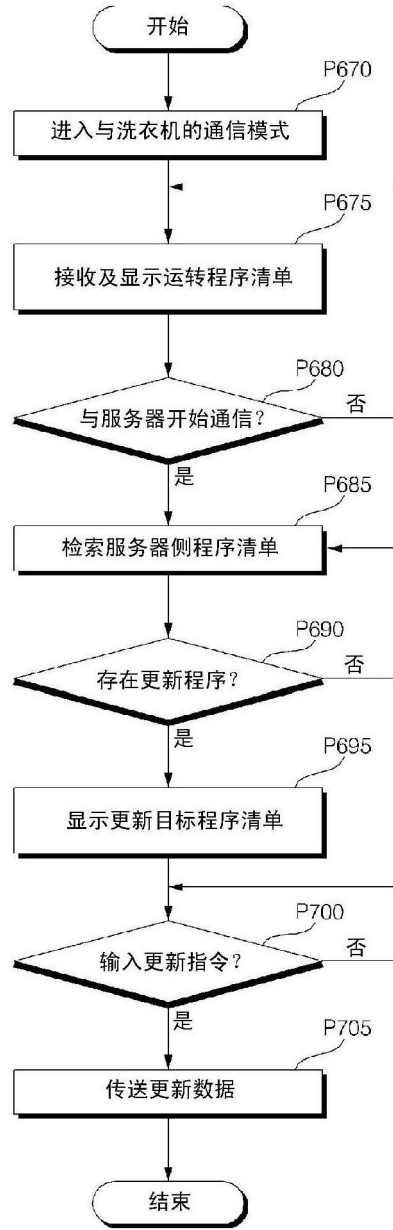 开始
P670
进入与洗衣机的通信模式
P675
接收及显示运转程序清单
P680
与服务器开始通信?
否
是
P685
检索服务器侧程序清单
P690
存在更新程序?
否
是
P695
显示更新目标程序清单
P700
输入更新指令?
否
是
P705
传送更新数据
结束